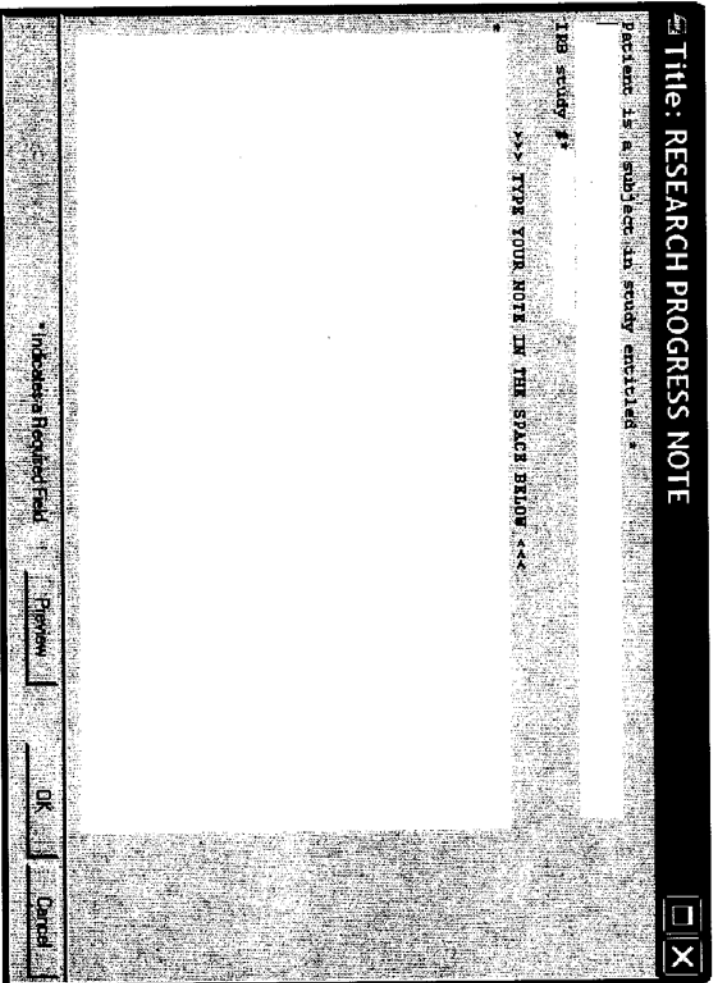 Title: RESEARCH PROGRESS NOTE
Patient is a subject in study entitled *
IRB study #*
>>> TYPE YOUR NOTE IN THE SPACE BELOW <<<
*
* Indicates a Required Field
Preview
OK
Cancel